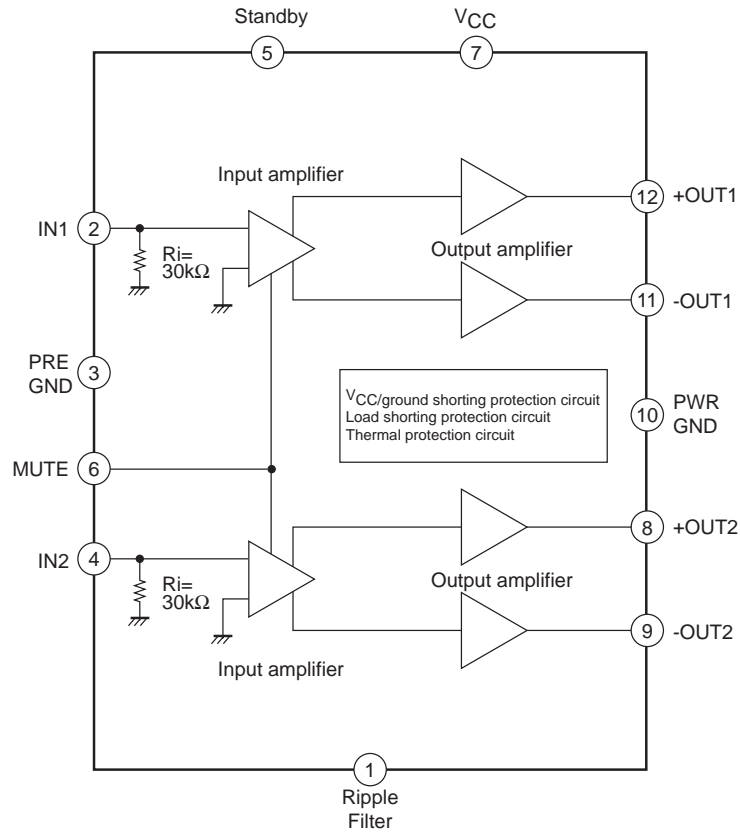 Standby
VCC
5
7
Input amplifier
12
+OUT1
IN1
2
Ri=
30kΩ
Output amplifier
11
-OUT1
PRE
GND
3
VCC/ground shorting protection circuit
Load shorting protection circuit
Thermal protection circuit
10
PWR
GND
MUTE
6
8
+OUT2
IN2
4
Ri=
30kΩ
Output amplifier
9
-OUT2
Input amplifier
1
Ripple
Filter